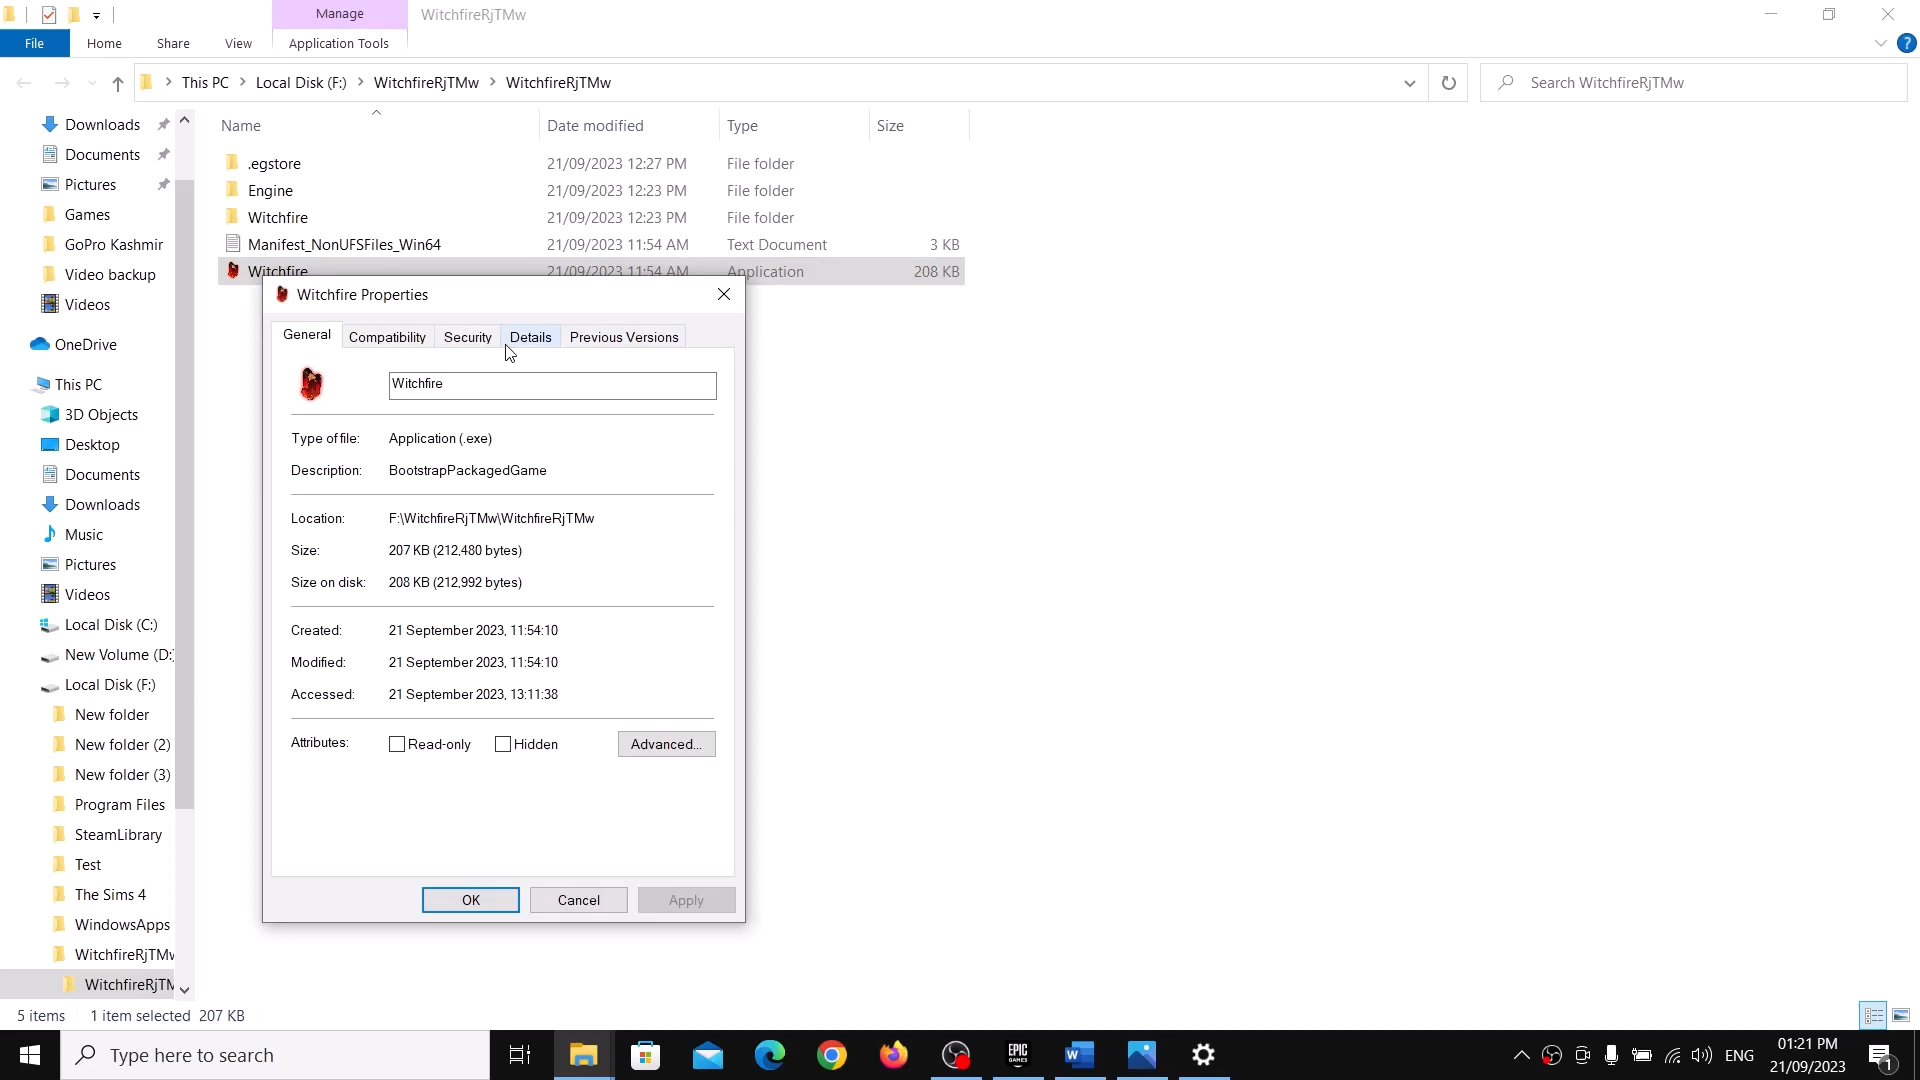 Manage
WitchfireRjTMw
File
Home
Share
View
Application Tools
This PC > Local Disk (F:) > WitchfireRjTMw > WitchfireRjTMw
Search WitchfireRjTMw
Downloads
Documents
Pictures
Games
GoPro Kashmir
Video backup
Videos
OneDrive
This PC
3D Objects
Desktop
Documents
Downloads
Music
Pictures
Videos
Local Disk (C:)
New Volume (D:)
Local Disk (F:)
New folder
New folder (2)
New folder (3)
Program Files
SteamLibrary
Test
The Sims 4
WindowsApps
WitchfireRjTMw
WitchfireRjTM
Name Date modified Type Size
.egstore 21/09/2023 12:27 PM File folder
Engine 21/09/2023 12:23 PM File folder
Witchfire 21/09/2023 12:23 PM File folder
Manifest_NonUFSFiles_Win64 21/09/2023 11:54 AM Text Document 3 KB
Witchfire 21/09/2023 11:54 AM Application 208 KB
Witchfire Properties
General Compatibility Security Details Previous Versions
Witchfire
Type of file: Application (.exe)
Description: BootstrapPackagedGame
Location: F:\WitchfireRjTMw\WitchfireRjTMw
Size: 207 KB (212,480 bytes)
Size on disk: 208 KB (212,992 bytes)
Created: 21 September 2023, 11:54:10
Modified: 21 September 2023, 11:54:10
Accessed: 21 September 2023, 13:11:38
Attributes: Read-only Hidden Advanced...
OK Cancel Apply
5 items 1 item selected 207 KB
Type here to search
EPIC
GAMES
W
ENG
01:21 PM
21/09/2023
1